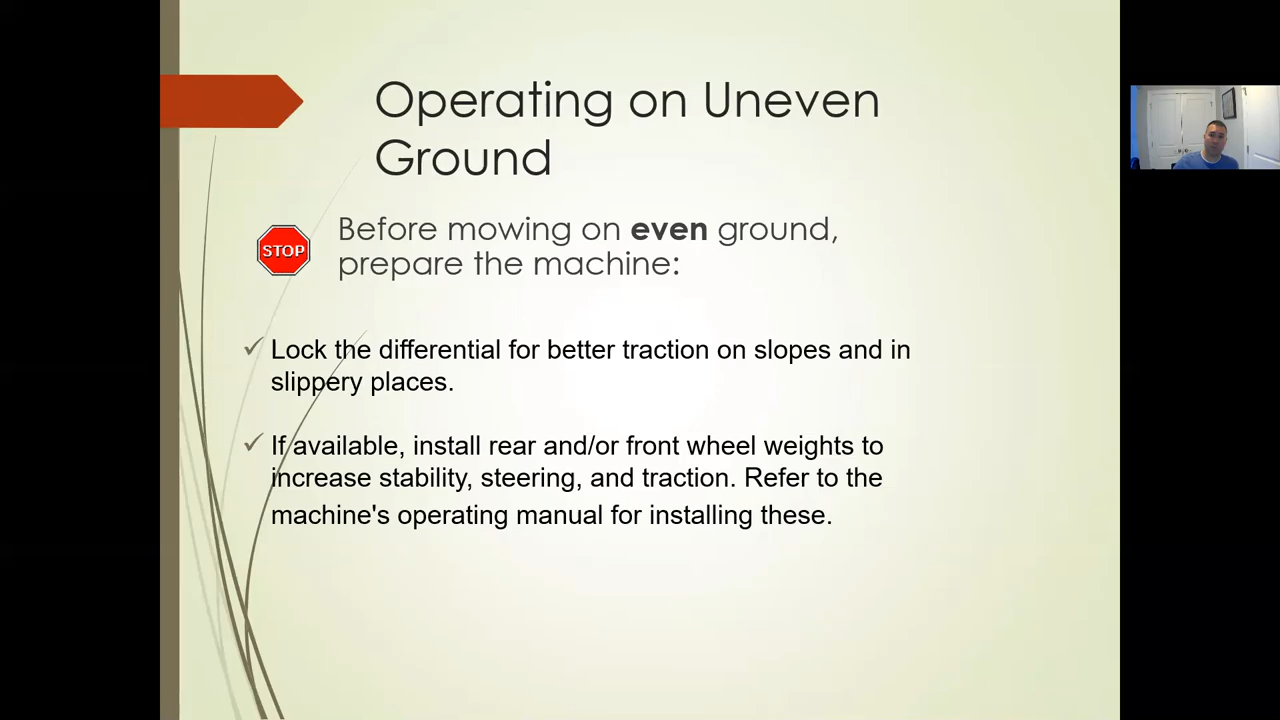 Operating on Uneven
Ground
STOP
Before mowing on even ground,
prepare the machine:
Lock the differential for better traction on slopes and in
slippery places.
If available, install rear and/or front wheel weights to
increase stability, steering, and traction. Refer to the
machine's operating manual for installing these.